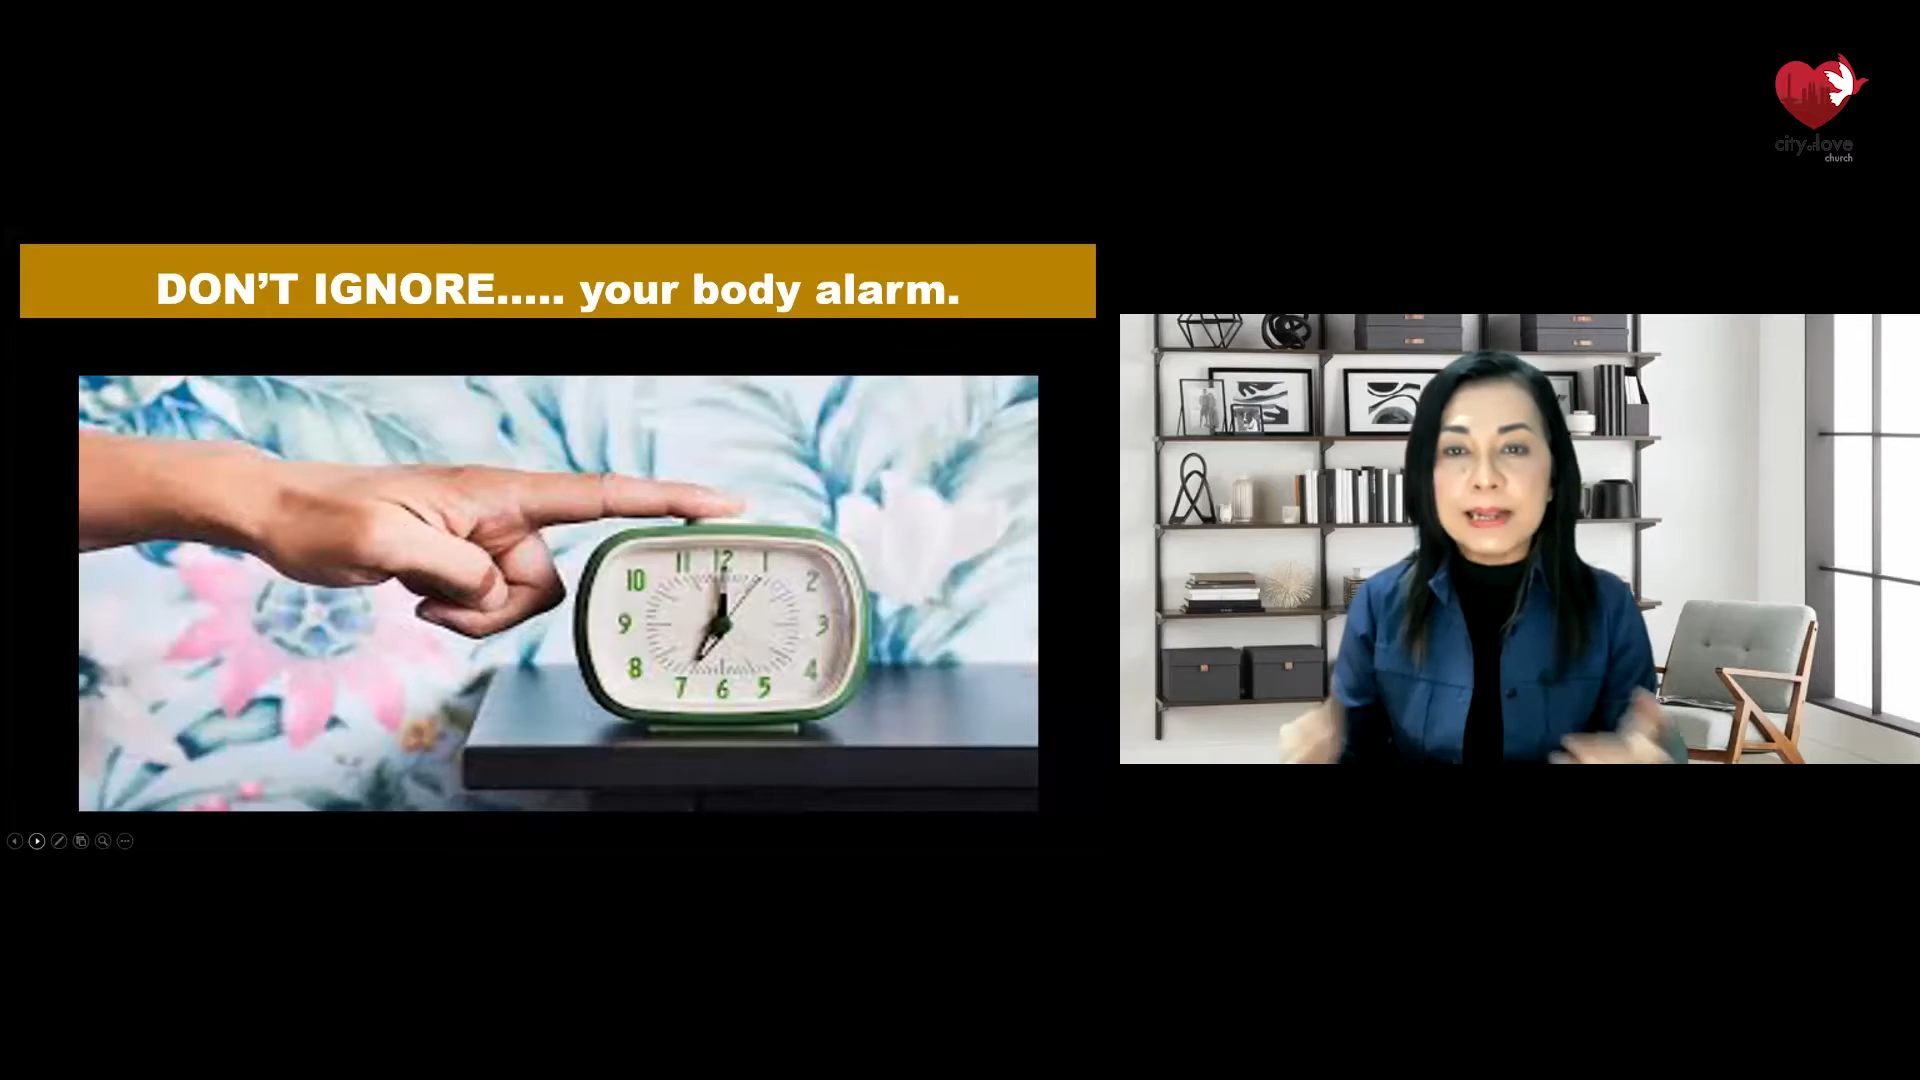 city of love
church
DON’T IGNORE..... your body alarm.
11 12 1
10 2
9 3
8 4
7 6 5